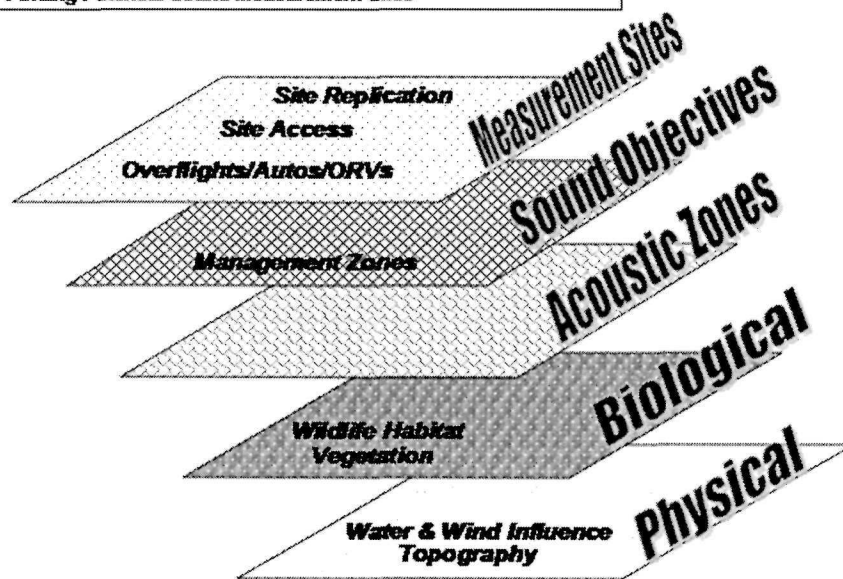 Measurement Sites
Site Replication
Site Access
Overflights/Autos/ORVs
Sound Objectives
Management Zones
Acoustic Zones
Biological
Wildlife Habitat
Vegetation
Physical
Water & Wind Influence
Topography